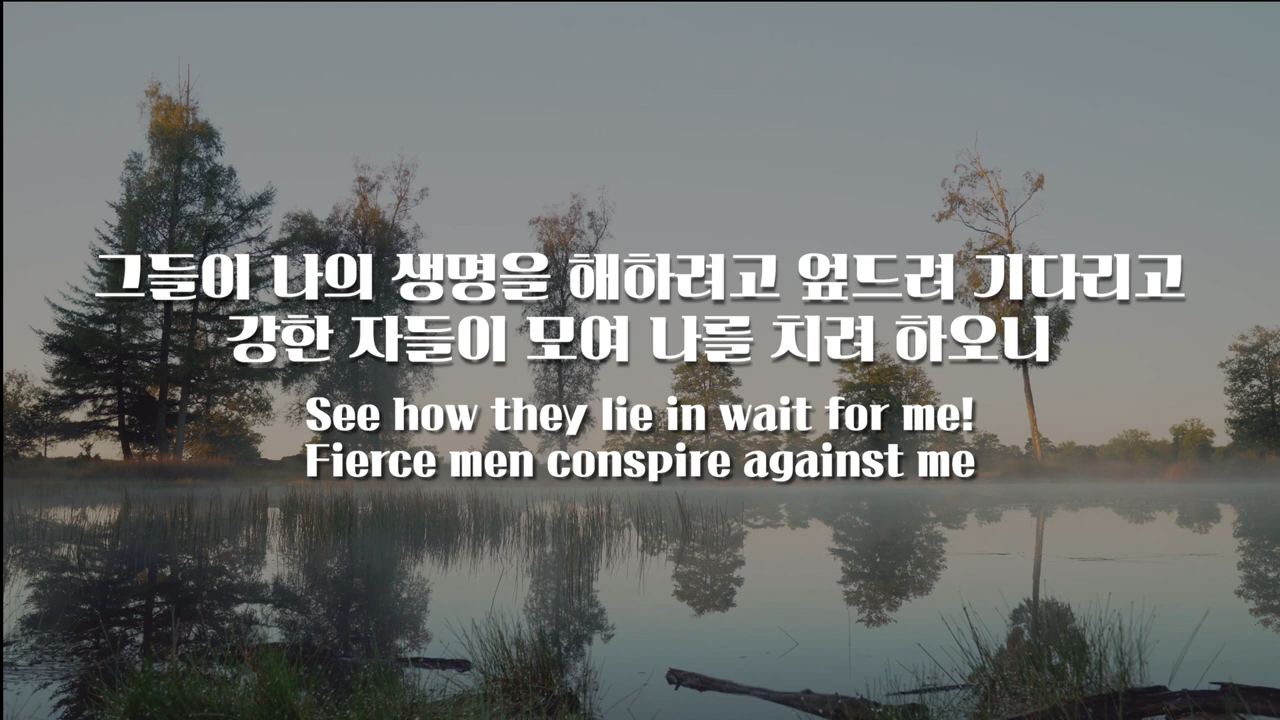 그들이 나의 생명을 해하려고 엎드려 기다리고
강한 자들이 모여 나를 치려 하오니
See how they lie in wait for me!
Fierce men conspire against me